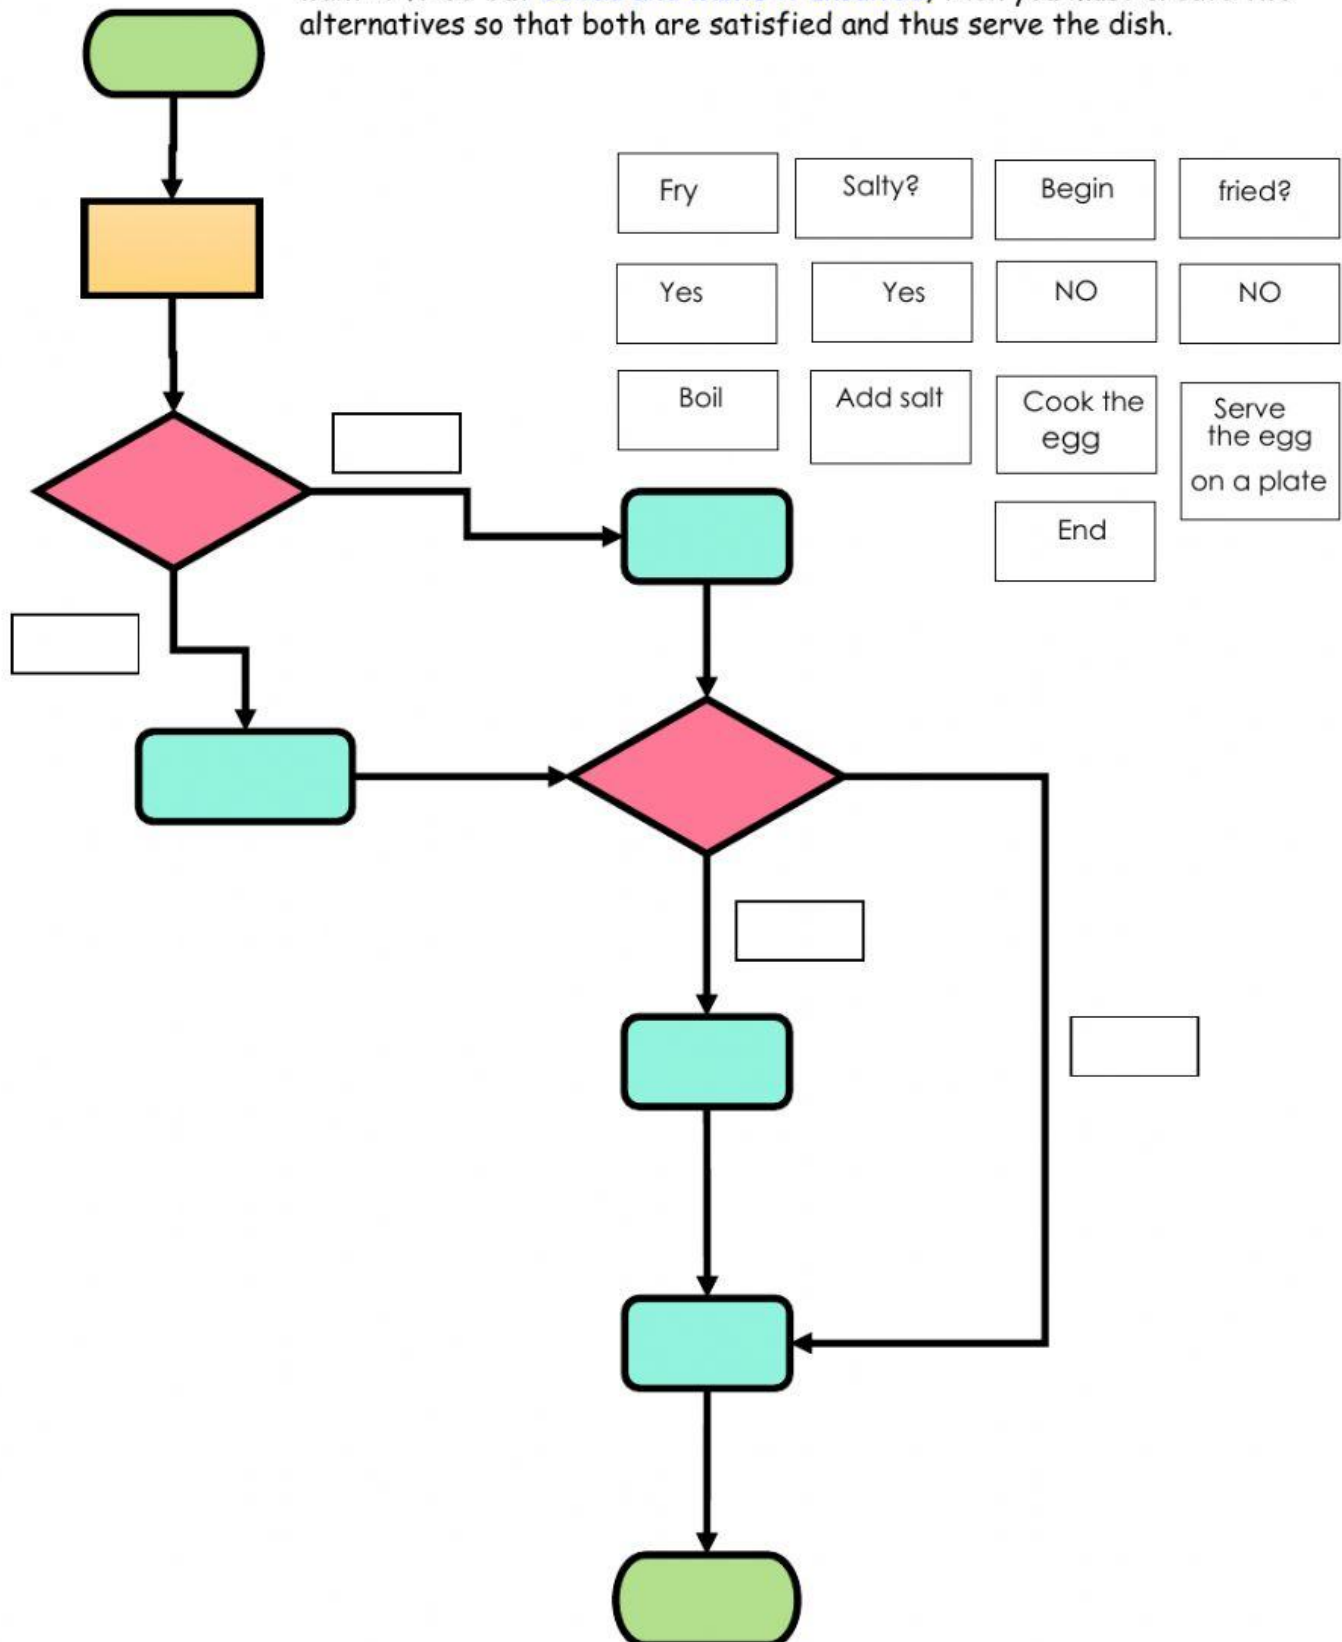 alternatives so that both are satisfied and thus serve the dish.
Fry
Salty?
Begin
fried?
Yes
Yes
NO
NO
Boil
Add salt
Cook the
egg
Serve
the egg
on a plate
End